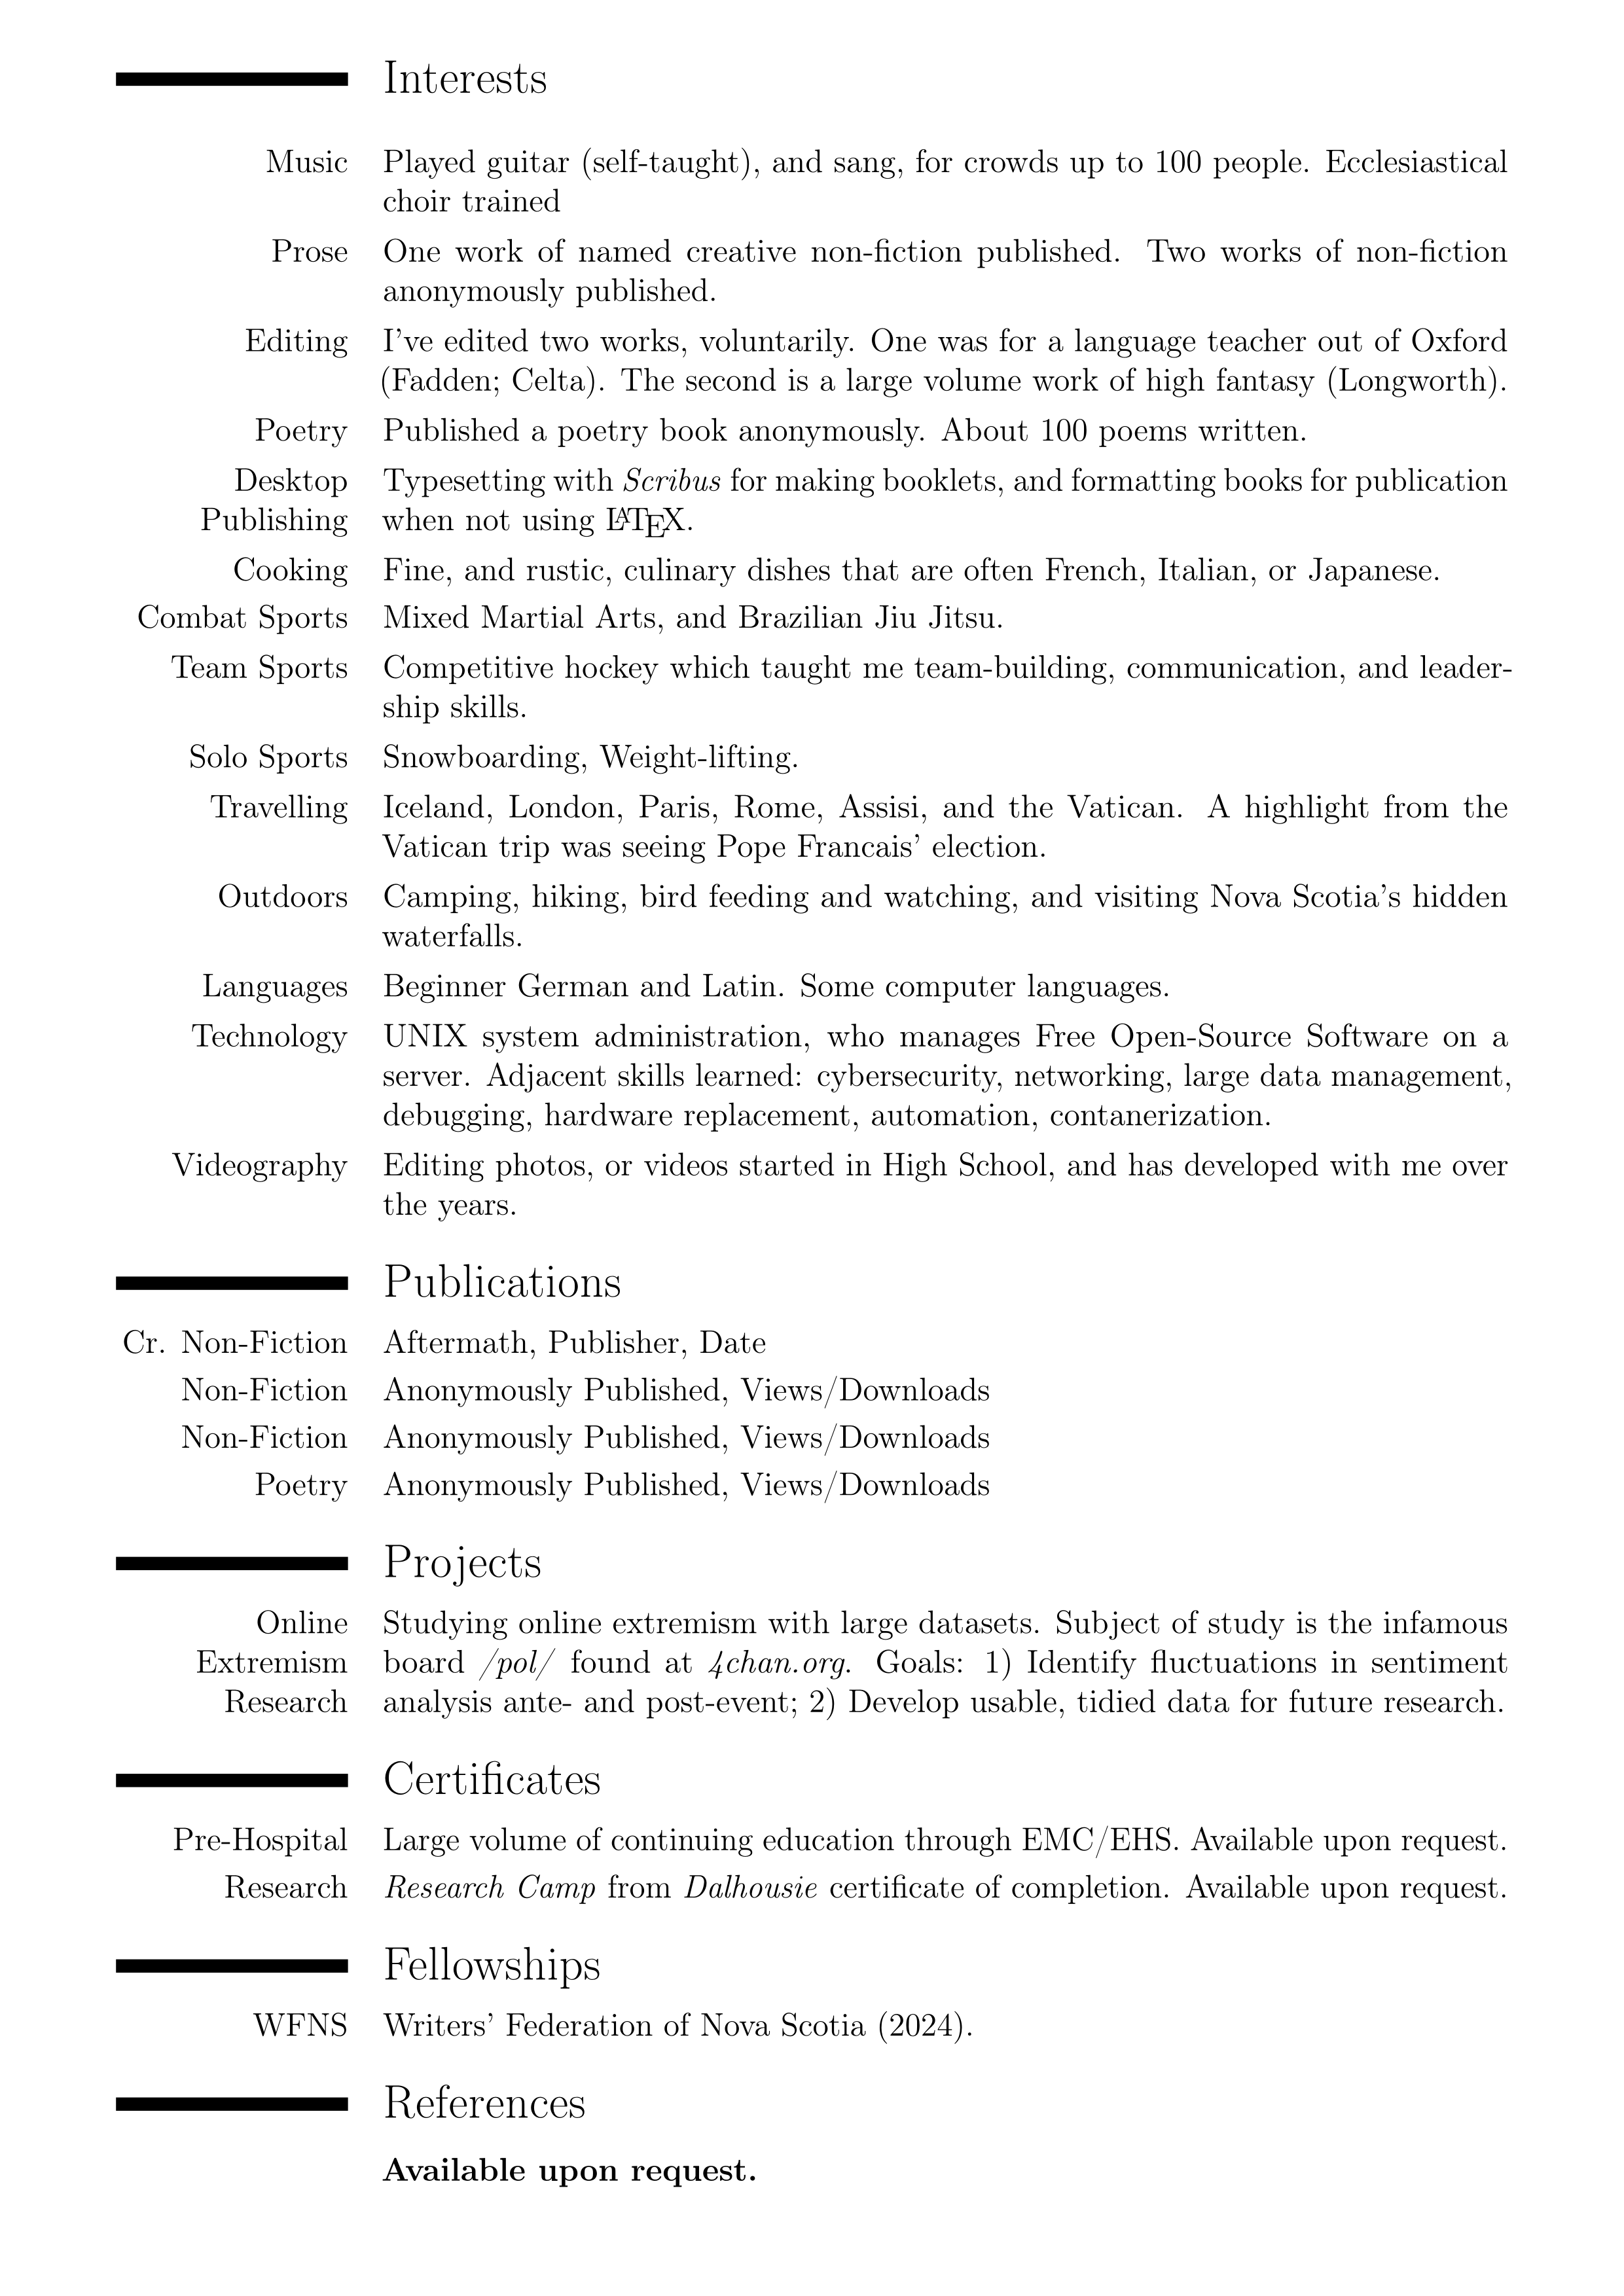 Interests
Music Played guitar (self-taught), and sang, for crowds up to 100 people. Ecclesiastical
choir trained
Prose One work of named creative non-fiction published. Two works of non-fiction
anonymously published.
Editing I've edited two works, voluntarily. One was for a language teacher out of Oxford
(Fadden; Celta). The second is a large volume work of high fantasy (Longworth).
Poetry Published a poetry book anonymously. About 100 poems written.
Desktop Typesetting with Scribus for making booklets, and formatting books for publication
Publishing when not using LATEX.
Cooking Fine, and rustic, culinary dishes that are often French, Italian, or Japanese.
Combat Sports Mixed Martial Arts, and Brazilian Jiu Jitsu.
Team Sports Competitive hockey which taught me team-building, communication, and leader-
ship skills.
Solo Sports Snowboarding, Weight-lifting.
Travelling Iceland, London, Paris, Rome, Assisi, and the Vatican. A highlight from the
Vatican trip was seeing Pope Francais' election.
Outdoors Camping, hiking, bird feeding and watching, and visiting Nova Scotia's hidden
waterfalls.
Languages Beginner German and Latin. Some computer languages.
Technology UNIX system administration, who manages Free Open-Source Software on a
server. Adjacent skills learned: cybersecurity, networking, large data management,
debugging, hardware replacement, automation, contanerization.
Videography Editing photos, or videos started in High School, and has developed with me over
the years.
Publications
Cr. Non-Fiction Aftermath, Publisher, Date
Non-Fiction Anonymously Published, Views/Downloads
Non-Fiction Anonymously Published, Views/Downloads
Poetry Anonymously Published, Views/Downloads
Projects
Online Studying online extremism with large datasets. Subject of study is the infamous
Extremism board /pol/ found at 4chan.org. Goals: 1) Identify fluctuations in sentiment
Research analysis ante- and post-event; 2) Develop usable, tidied data for future research.
Certificates
Pre-Hospital Large volume of continuing education through EMC/EHS. Available upon request.
Research Research Camp from Dalhousie certificate of completion. Available upon request.
Fellowships
WFNS Writers' Federation of Nova Scotia (2024).
References
Available upon request.